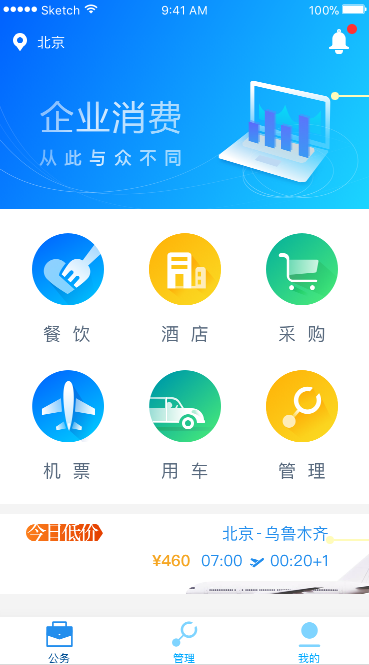 Sketch 9:41 AM 100%
北京
企业消费
从此与众不同
餐饮 酒店 采购
机票 用车 管理
今日低价 北京-乌鲁木齐
¥460 07:00 00:20+1
公务 管理 我的